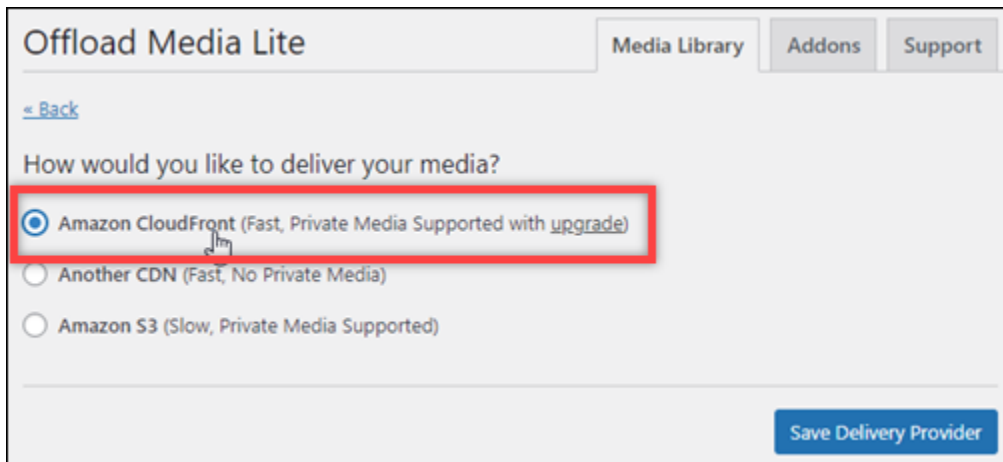 Offload Media Lite
Media Library
Addons
Support
« Back
How would you like to deliver your media?
Amazon CloudFront (Fast, Private Media Supported with upgrade)
Another CDN (Fast, No Private Media)
Amazon S3 (Slow, Private Media Supported)
Save Delivery Provider